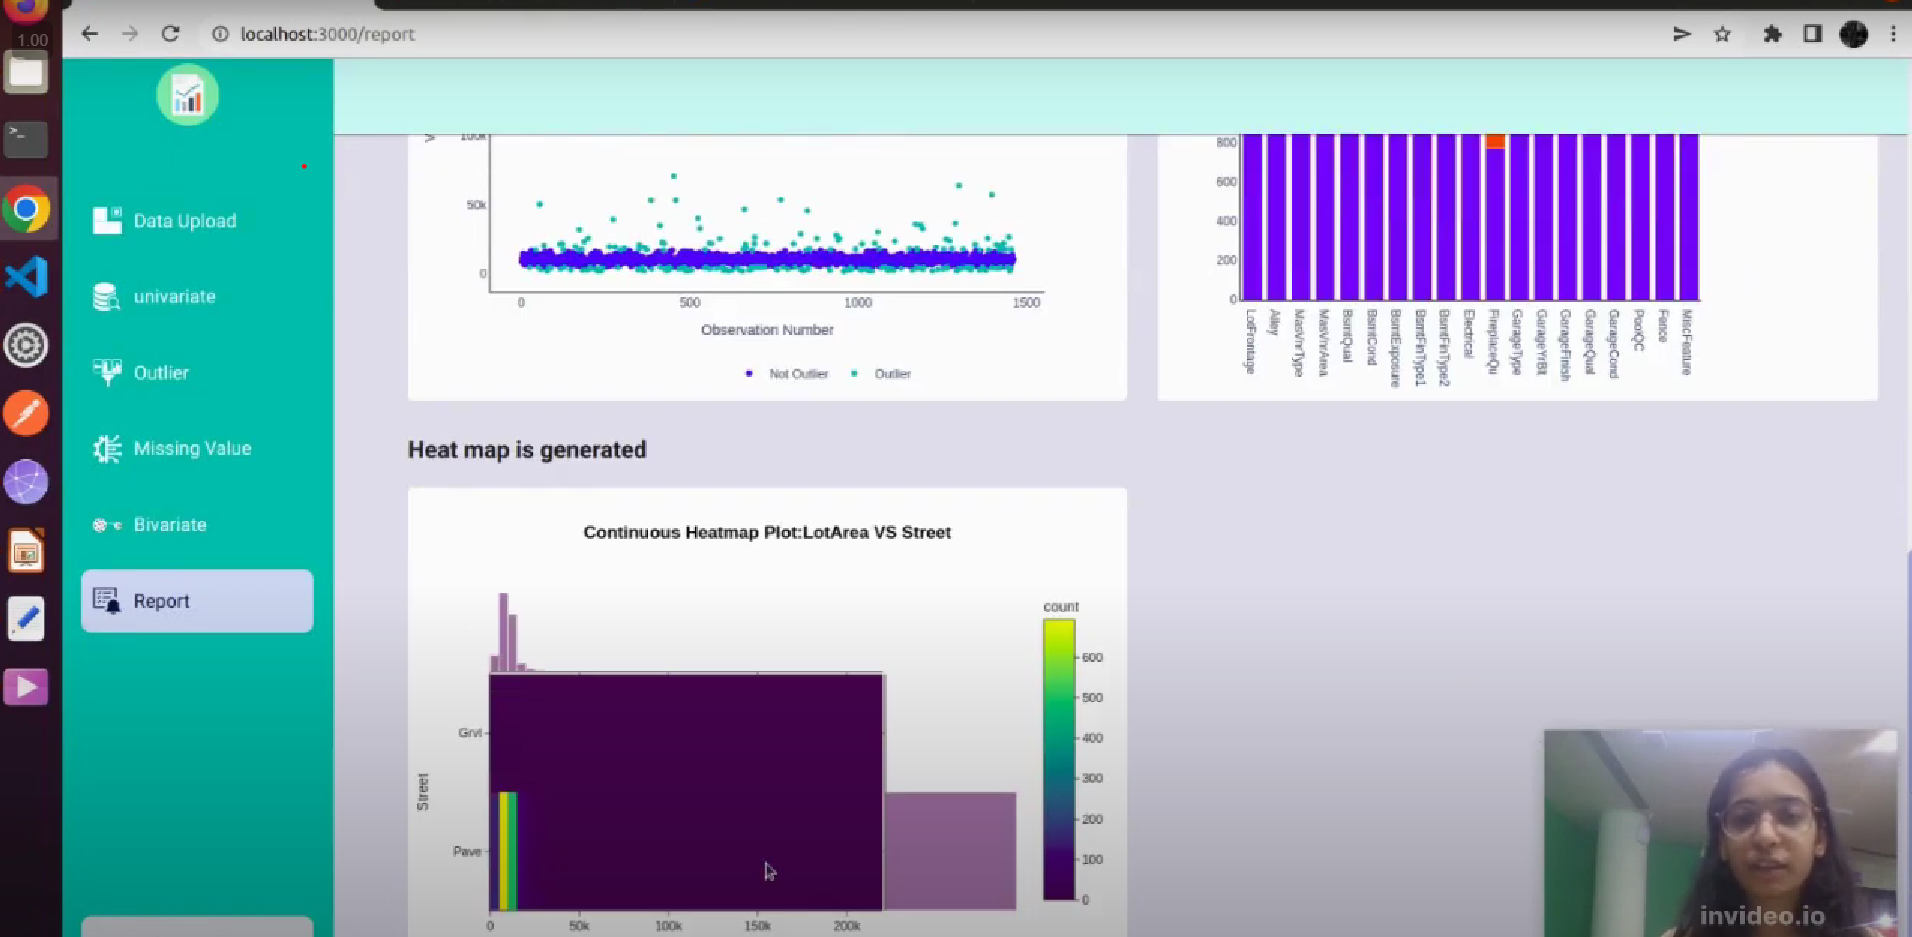 1.00
localhost:3000/report
Data Upload
univariate
Outlier
Missing Value
Bivariate
Report
100k
50k
0
0 500 1000 1500
Observation Number
Not Outlier Outlier
800
600
400
200
0
LotFrontage
Alley
MasVnrType
MasVnrArea
BsmtQual
BsmtCond
BsmtExposure
BsmtFinType1
BsmtFinType2
Electrical
FireplaceQu
GarageType
GarageYrBlt
GarageFinish
GarageQual
GarageCond
PoolQC
Fence
MiscFeature
Heat map is generated
Continuous Heatmap Plot:LotArea VS Street
count
600
500
400
300
200
100
0
Grvl
Street
Pave
0 50k 100k 150k 200k
invideo.io